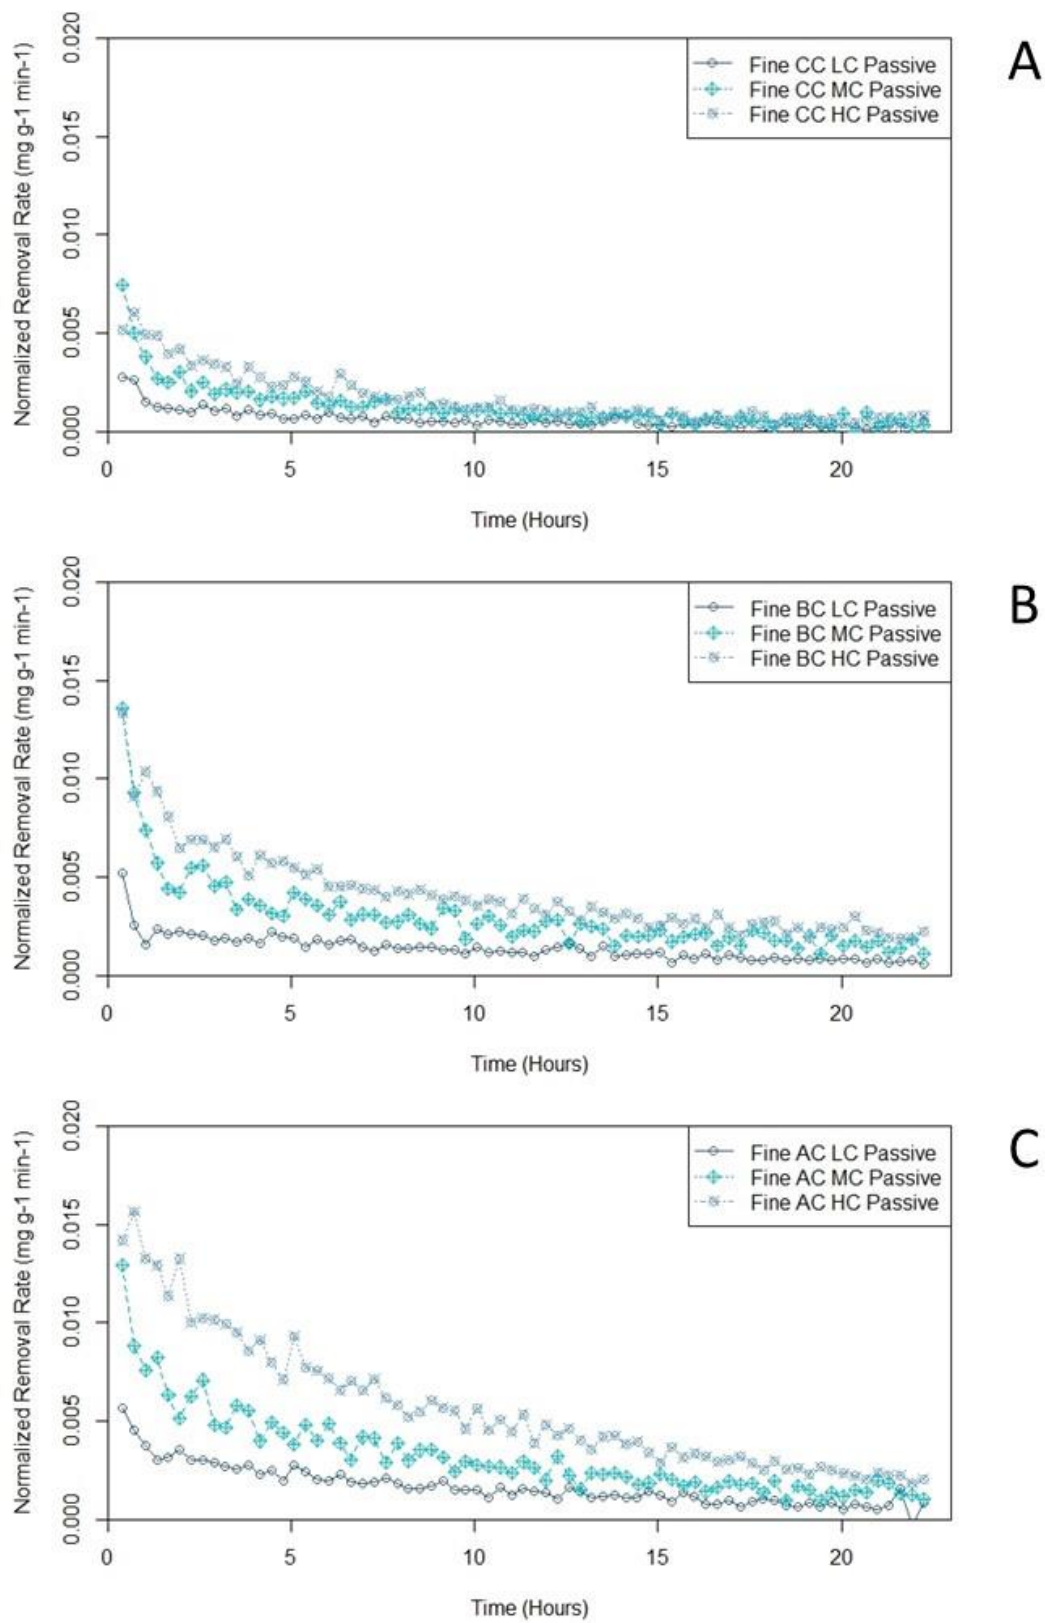 A
Normalized Removal Rate (mg g-1 min-1)
0.000 0.005 0.010 0.015 0.020
Fine CC LC Passive
Fine CC MC Passive
Fine CC HC Passive
0 5 10 15 20
Time (Hours)
B
Normalized Removal Rate (mg g-1 min-1)
0.000 0.005 0.010 0.015 0.020
Fine BC LC Passive
Fine BC MC Passive
Fine BC HC Passive
0 5 10 15 20
Time (Hours)
C
Normalized Removal Rate (mg g-1 min-1)
0.000 0.005 0.010 0.015 0.020
Fine AC LC Passive
Fine AC MC Passive
Fine AC HC Passive
0 5 10 15 20
Time (Hours)